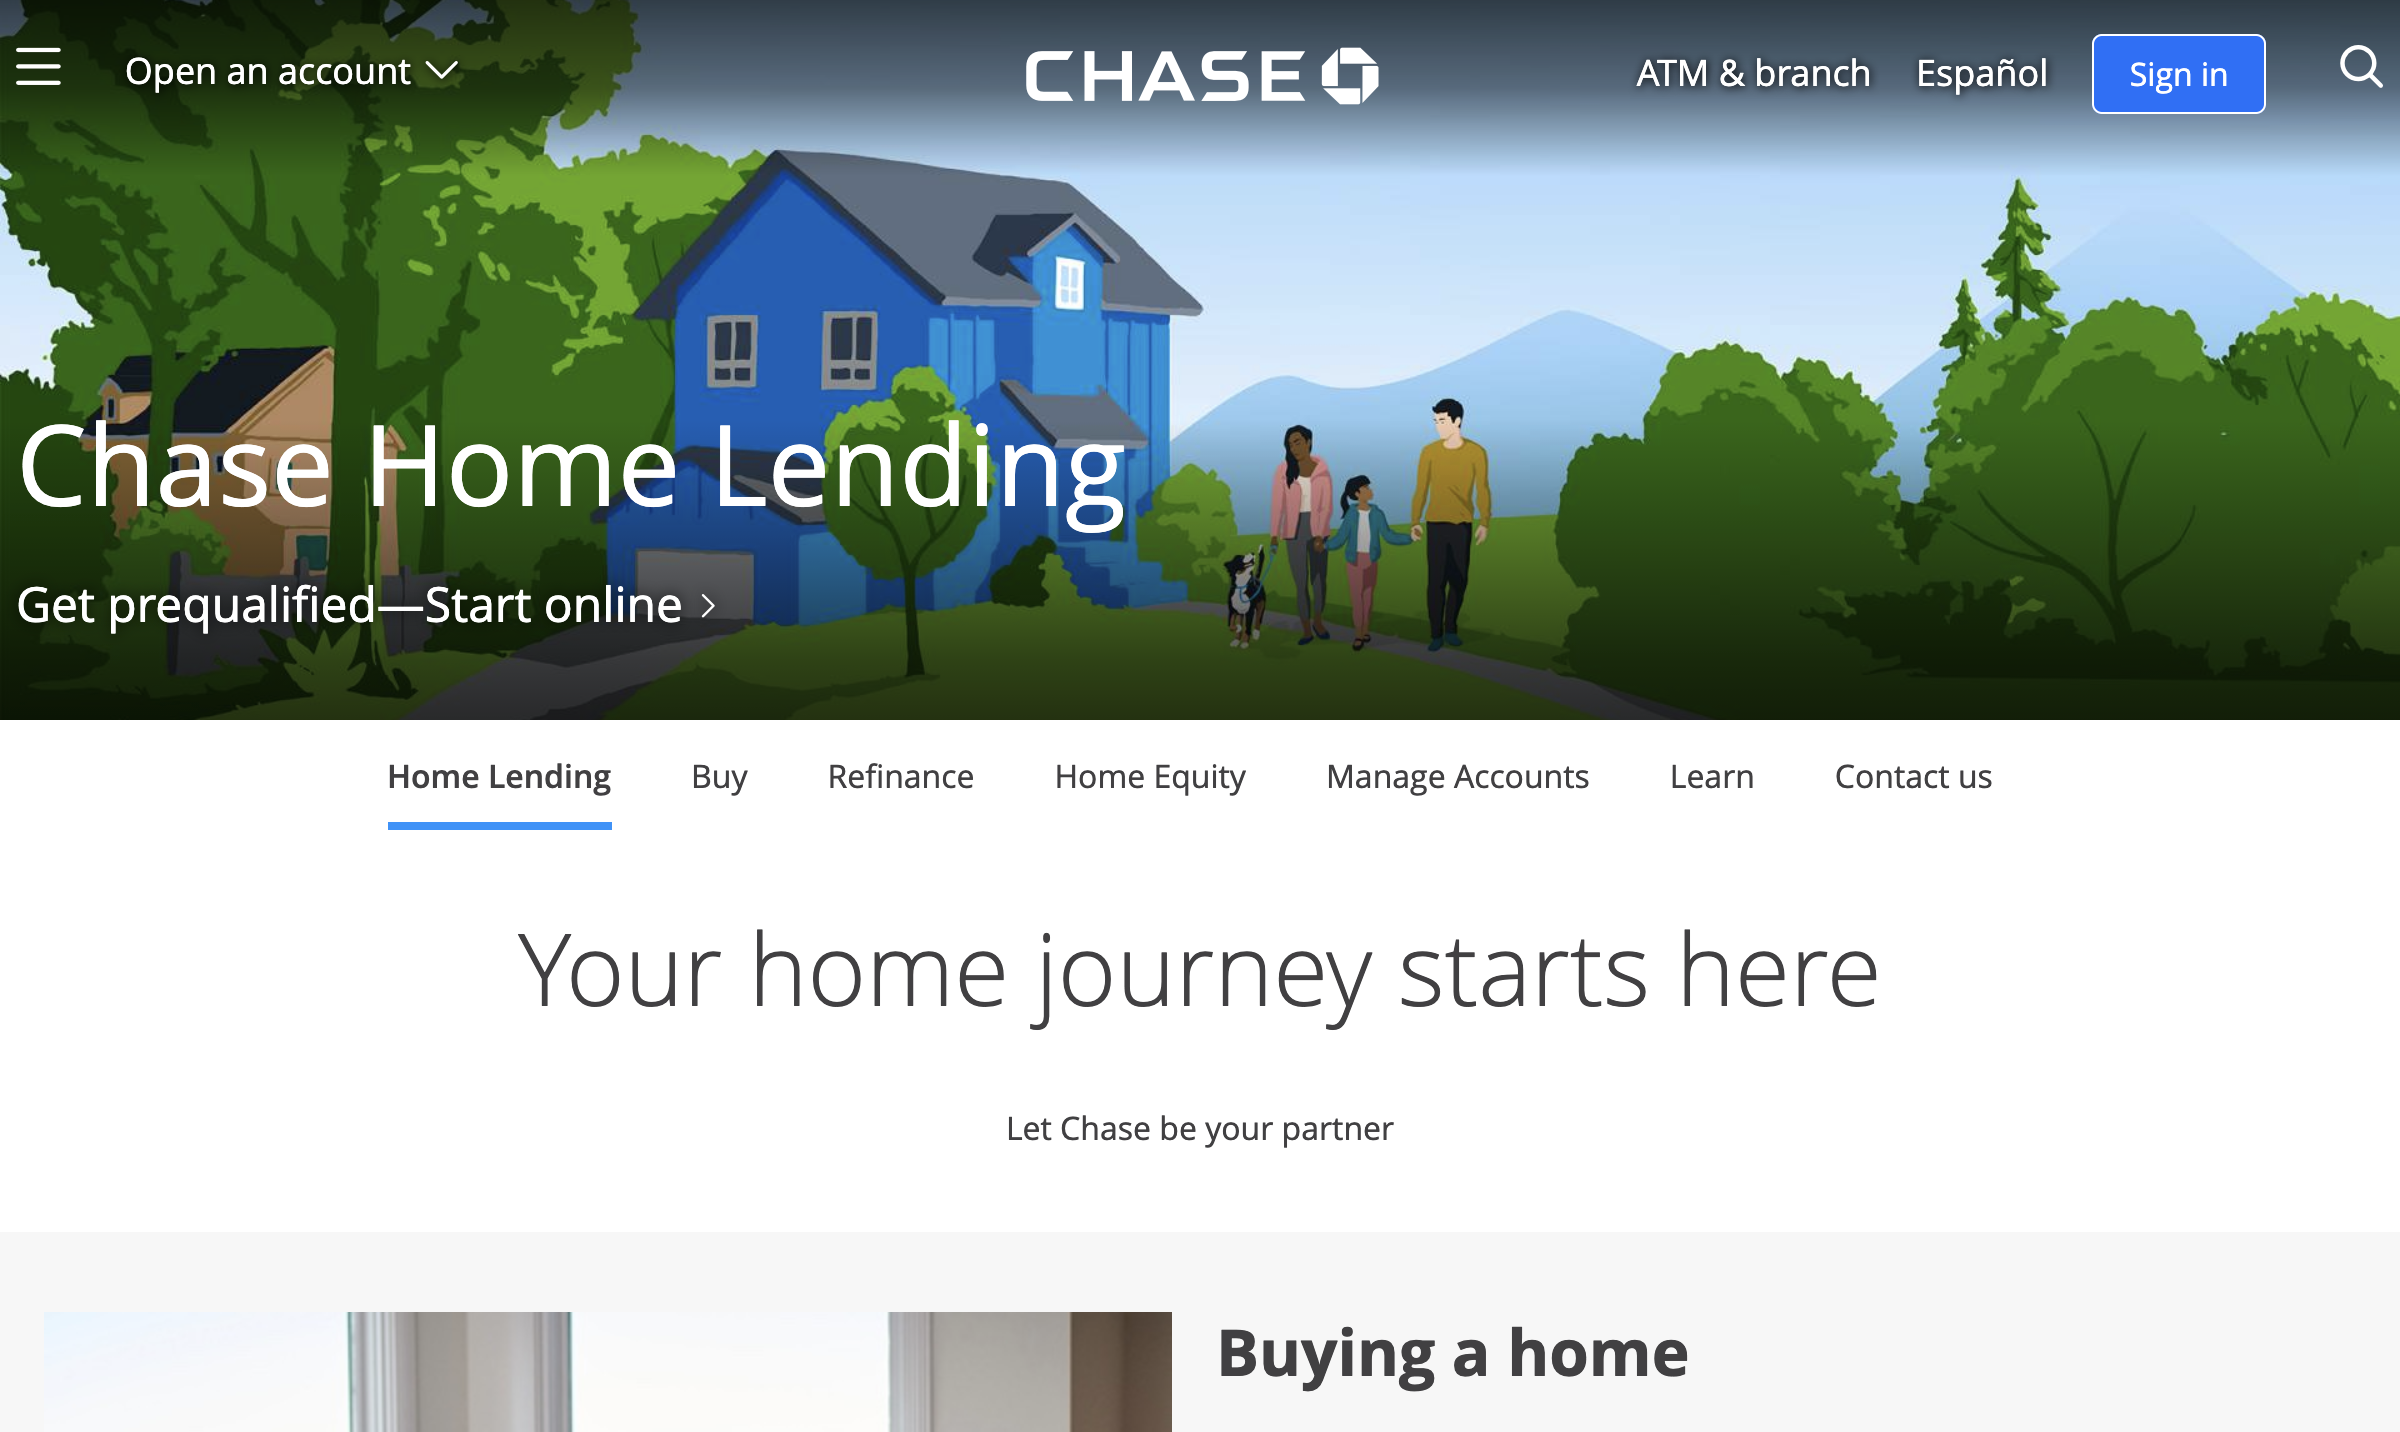 Open an account
CHASE
ATM & branch
Español
Sign in
Chase Home Lending
Get prequalified—Start online
Home Lending
Buy
Refinance
Home Equity
Manage Accounts
Learn
Contact us
Your home journey starts here
Let Chase be your partner
Buying a home